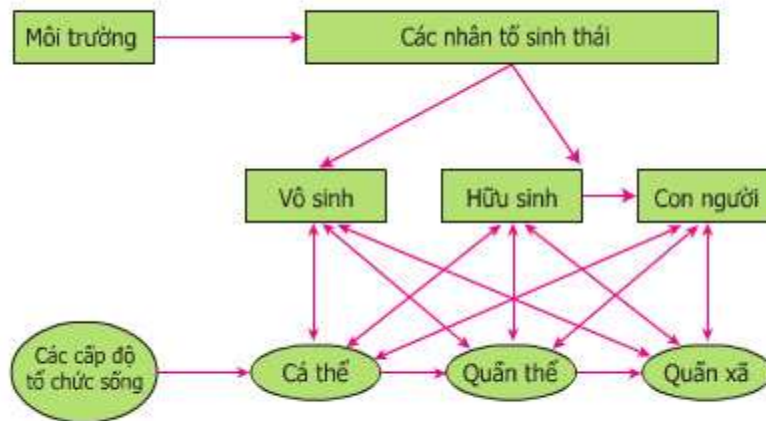 Môi trường
Các nhân tố sinh thái
Vô sinh
Hữu sinh
Con người
Các cấp độ
tổ chức sống
Cá thể
Quần thể
Quần xã